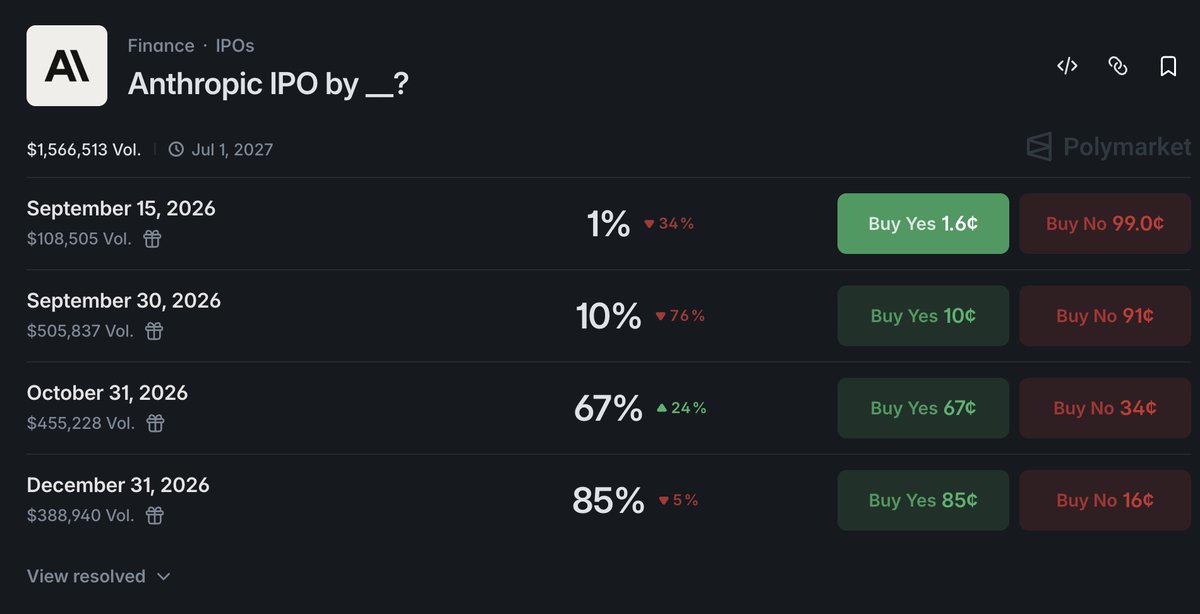 Finance · IPOs
Anthropic IPO by __?
$1,566,513 Vol.
Jul 1, 2027
Polymarket
September 15, 2026
$108,505 Vol.
1%
▼ 34%
Buy Yes 1.6¢
Buy No 99.0¢
September 30, 2026
$505,837 Vol.
10%
▼ 76%
Buy Yes 10¢
Buy No 91¢
October 31, 2026
$455,228 Vol.
67%
▲ 24%
Buy Yes 67¢
Buy No 34¢
December 31, 2026
$388,940 Vol.
85%
▼ 5%
Buy Yes 85¢
Buy No 16¢
View resolved